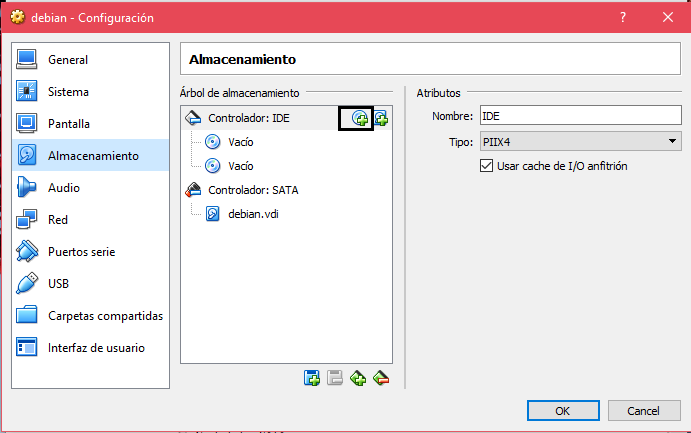 debian - Configuración
General
Sistema
Pantalla
Almacenamiento
Audio
Red
Puertos serie
USB
Carpetas compartidas
Interfaz de usuario
Almacenamiento
Árbol de almacenamiento
Controlador: IDE
Vacío
Vacío
Controlador: SATA
debian.vdi
Atributos
Nombre: IDE
Tipo: PIIX4
Usar cache de I/O anfitrión
OK Cancel